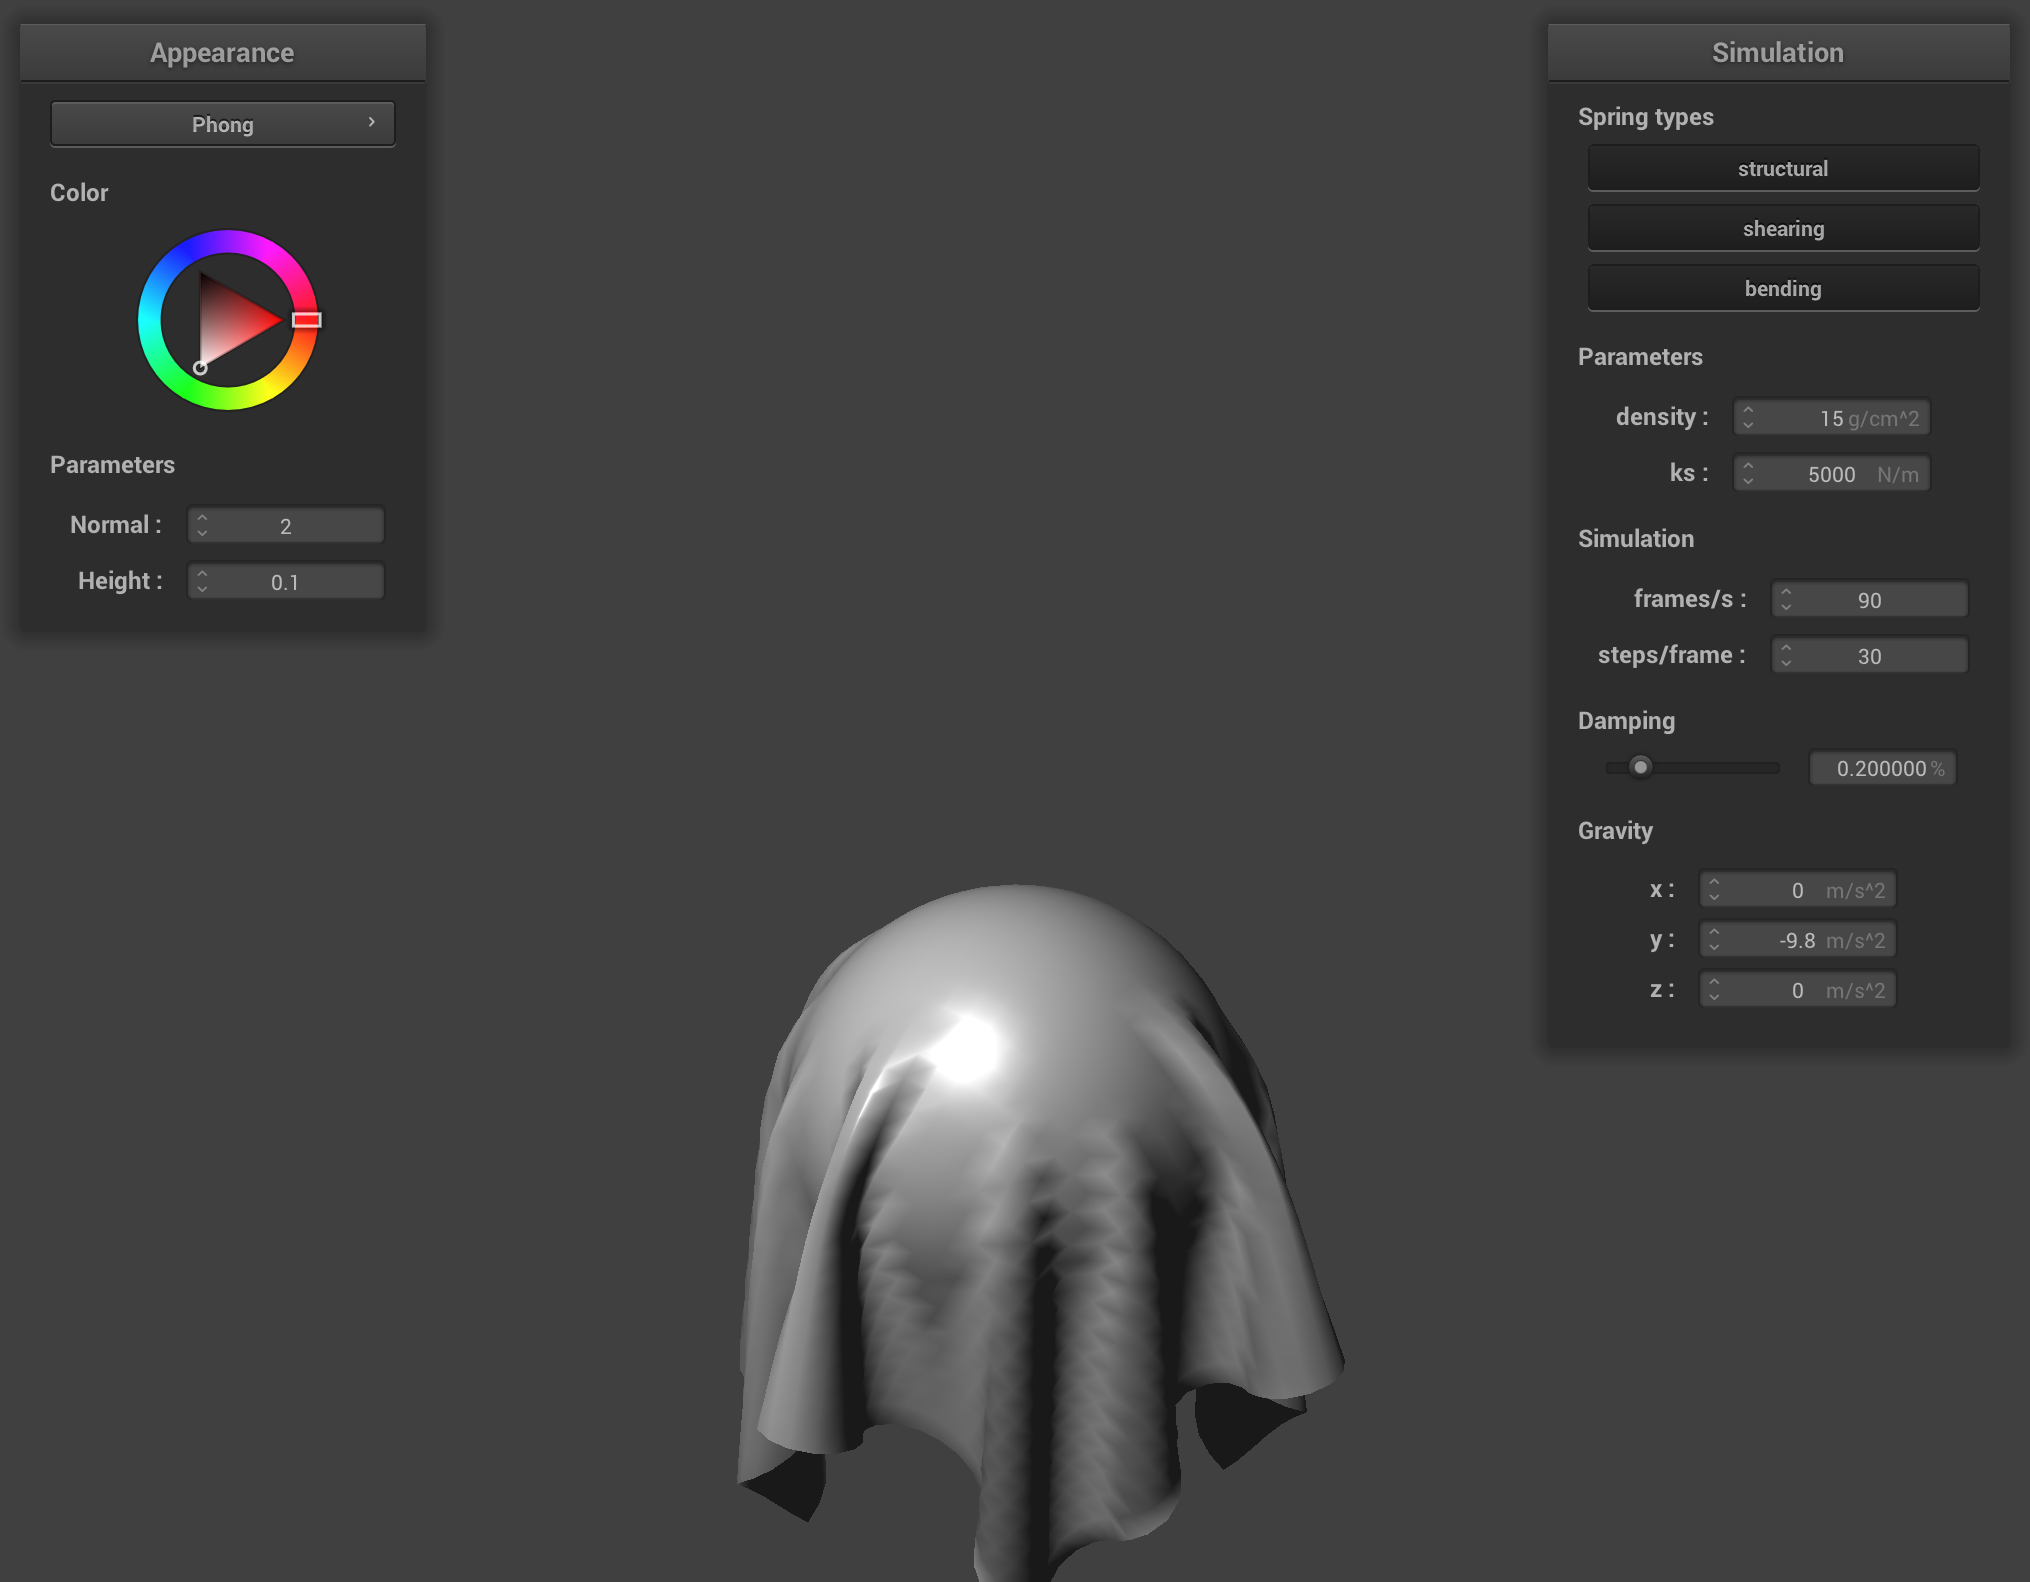 Appearance
Phong
Color
Parameters
Normal : 2
Height : 0.1
Simulation
Spring types
structural
shearing
bending
Parameters
density : 15 g/cm^2
ks : 5000 N/m
Simulation
frames/s : 90
steps/frame : 30
Damping
0.200000 %
Gravity
x : 0 m/s^2
y : -9.8 m/s^2
z : 0 m/s^2